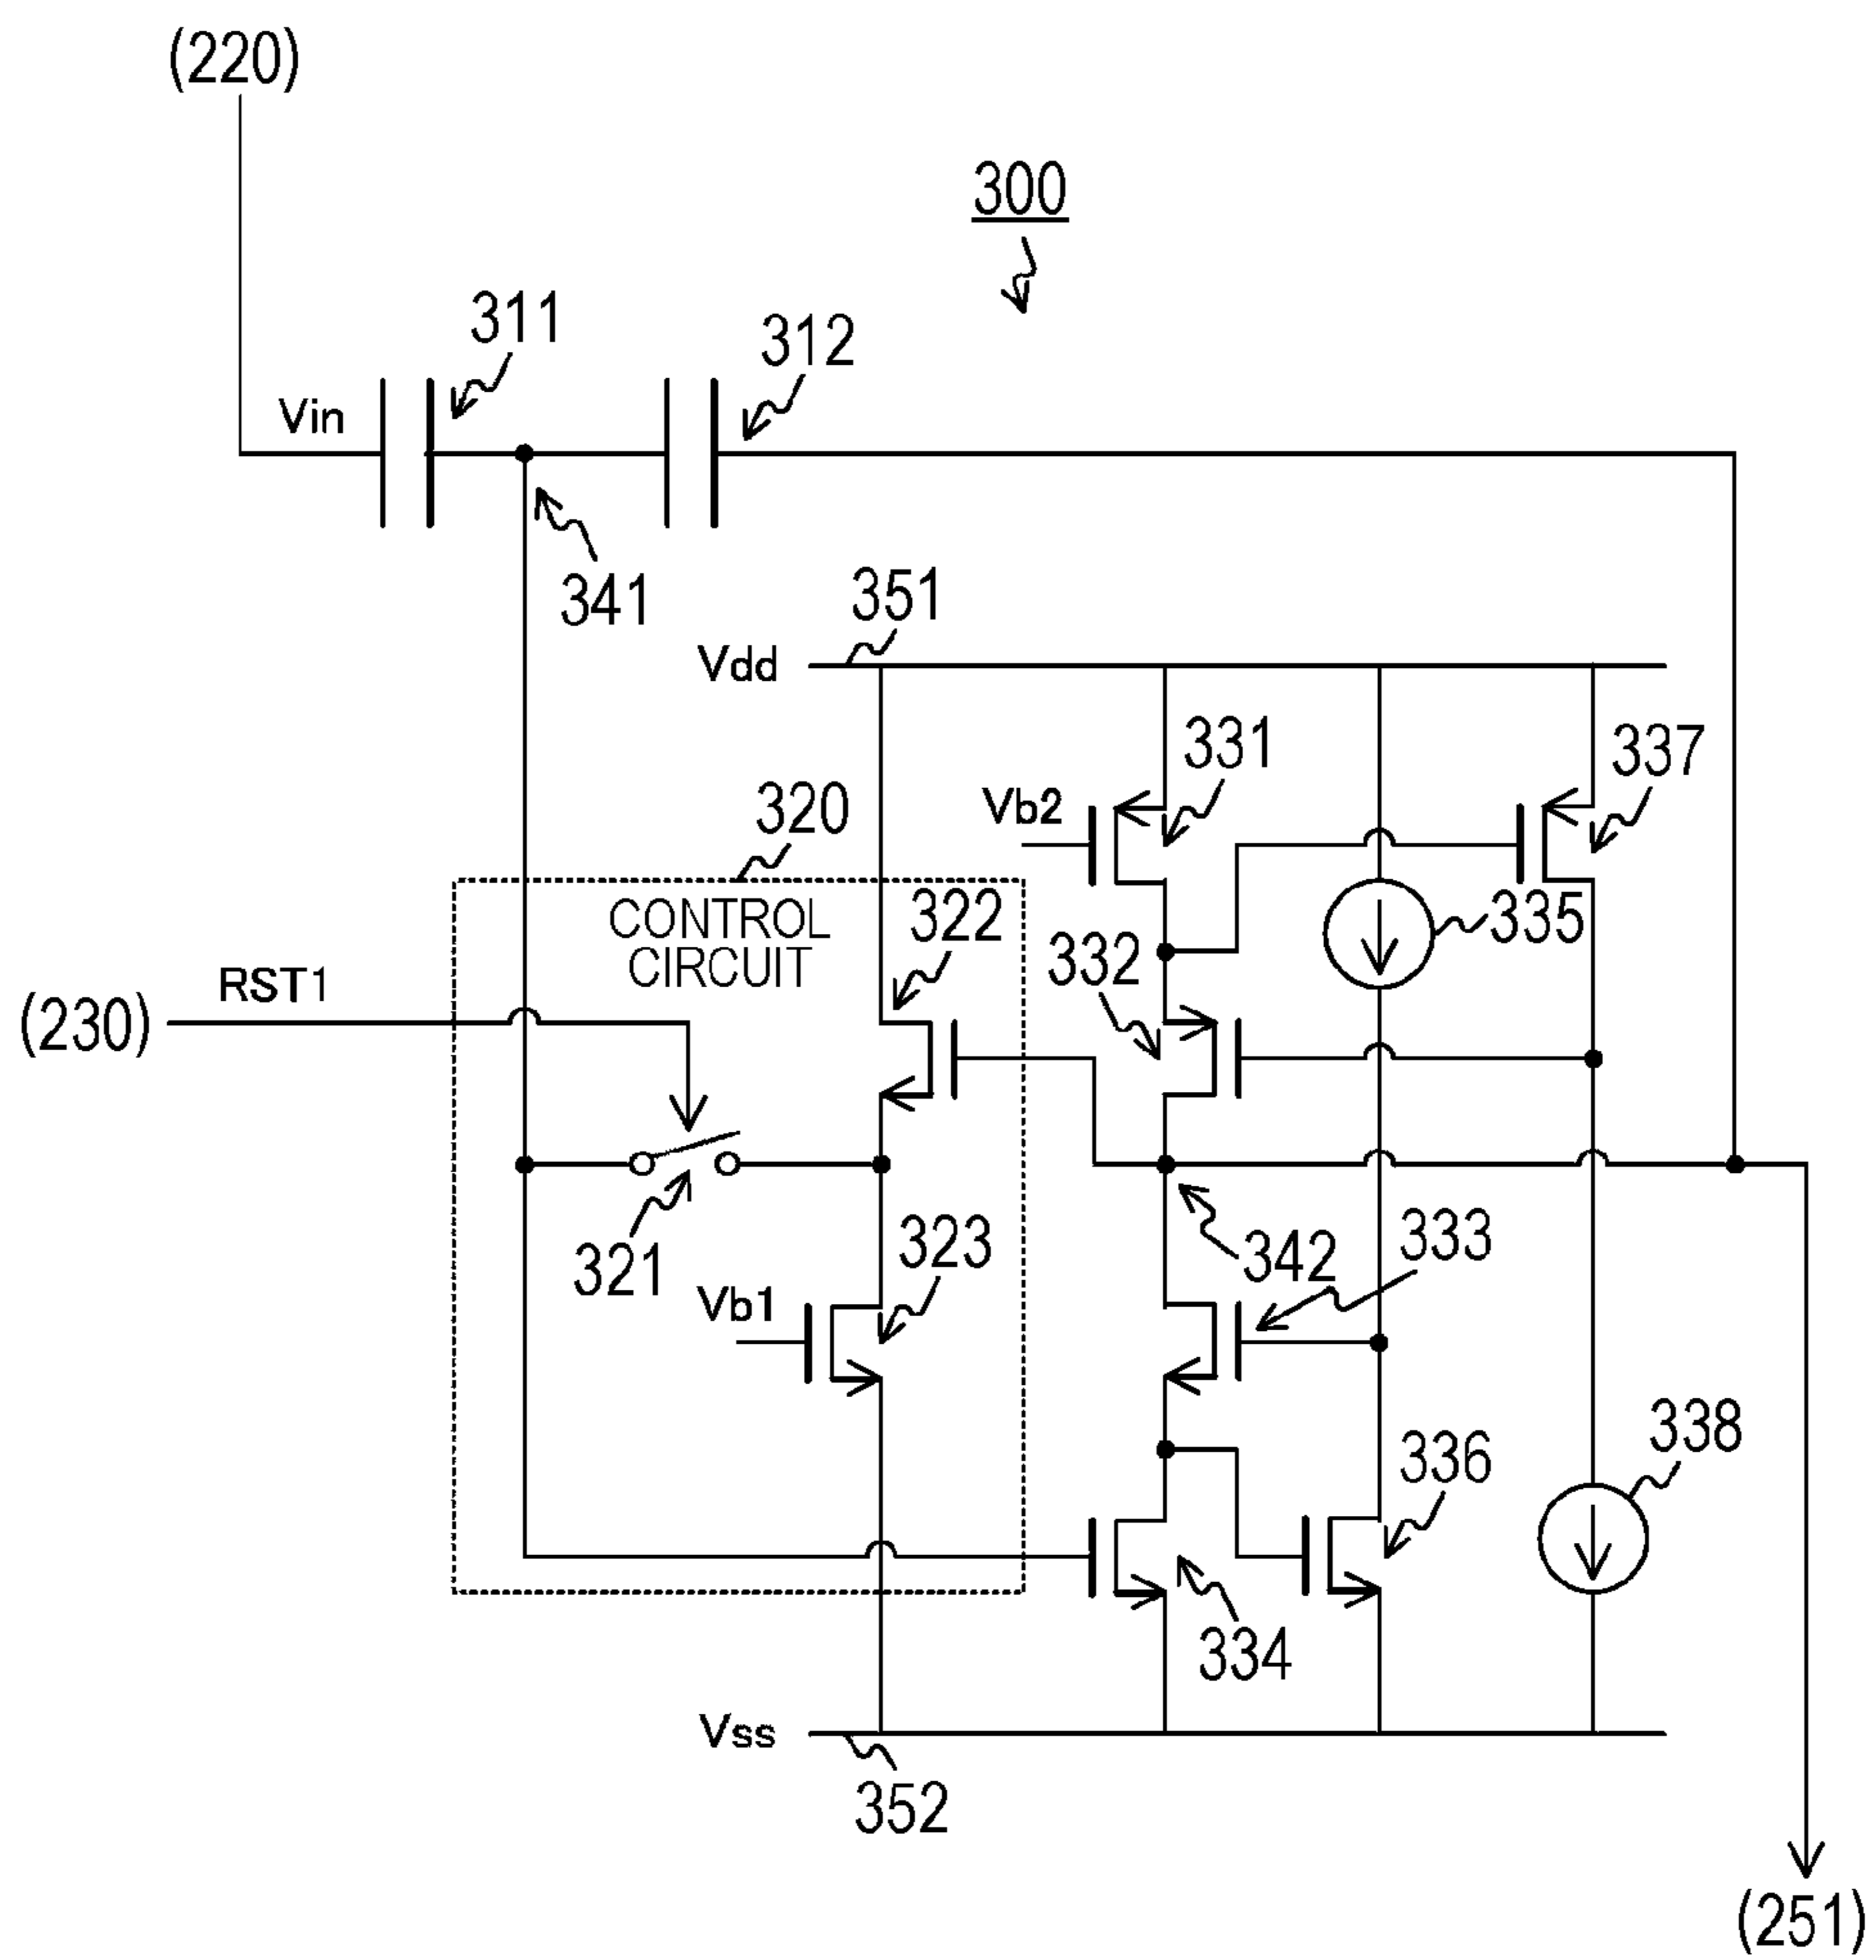 (220)
300
311
312
Vin
341
351
Vdd
331
337
320
Vb2
CONTROL
CIRCUIT
322
332
335
RST1
(230)
321
323
342
333
Vb1
338
336
334
Vss
352
(251)